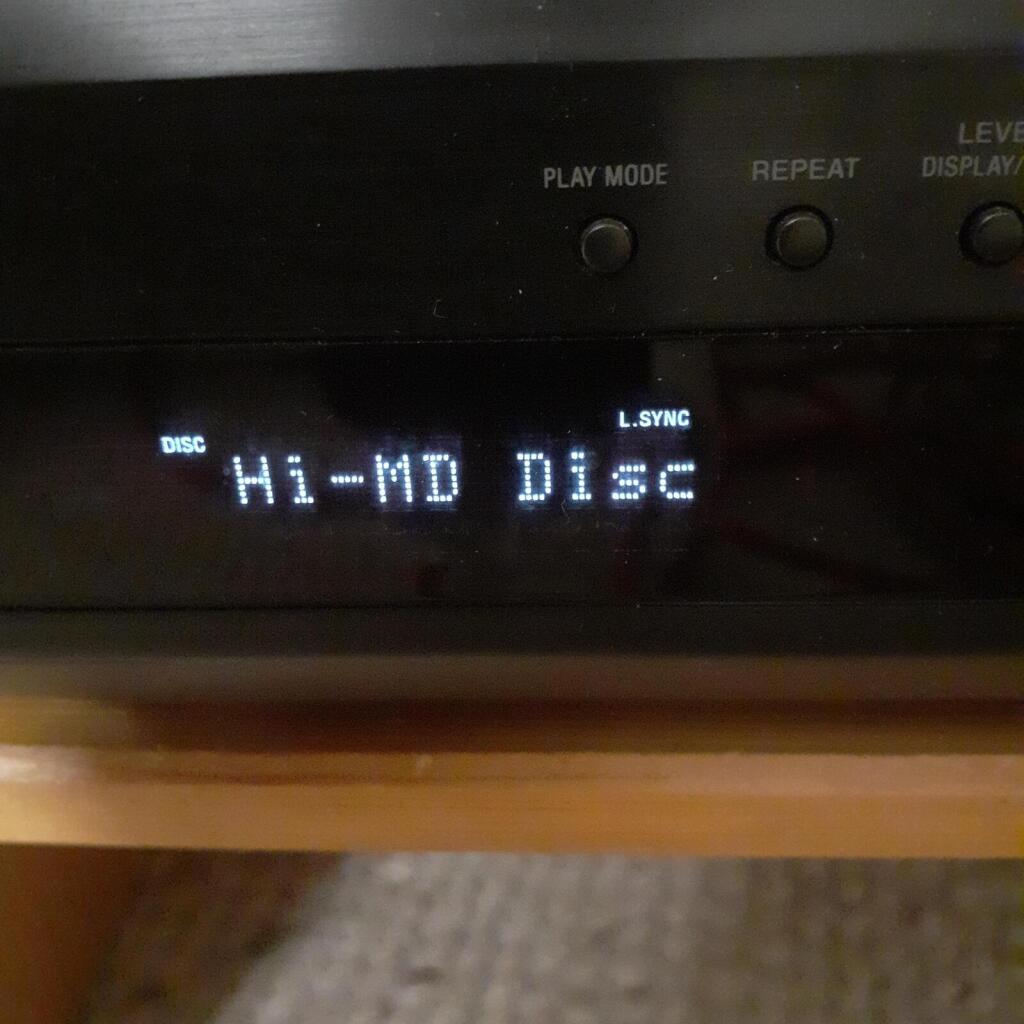 PLAY MODE
REPEAT
LEVE
DISPLAY/
L.SYNC
DISC
Hi-MD Disc